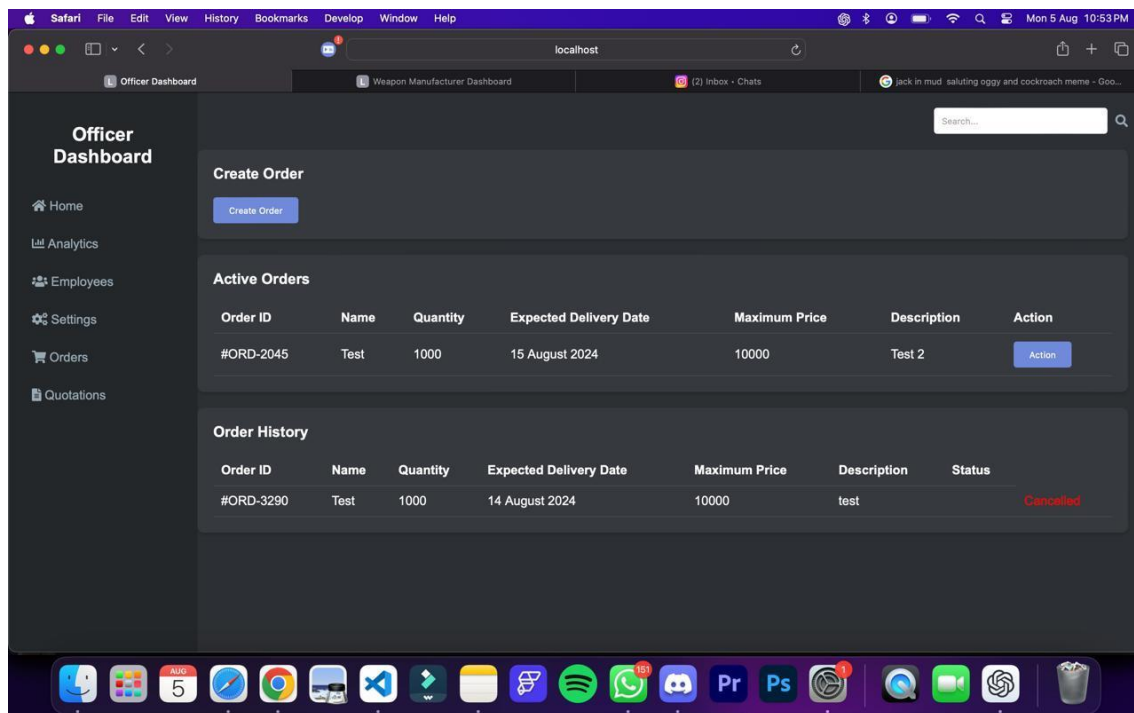 Safari File Edit View History Bookmarks Develop Window Help Mon 5 Aug 10:53 PM
localhost
L Officer Dashboard L Weapon Manufacturer Dashboard (2) Inbox • Chats G jack in mud saluting oggy and cockroach meme - Goo...
Search...
Officer
Dashboard
Home
Analytics
Employees
Settings
Orders
Quotations
Create Order
Create Order
Active Orders
Order ID Name Quantity Expected Delivery Date Maximum Price Description Action
#ORD-2045 Test 1000 15 August 2024 10000 Test 2 Action
Order History
Order ID Name Quantity Expected Delivery Date Maximum Price Description Status
#ORD-3290 Test 1000 14 August 2024 10000 test Cancelled
AUG
5
151
Pr
Ps
1